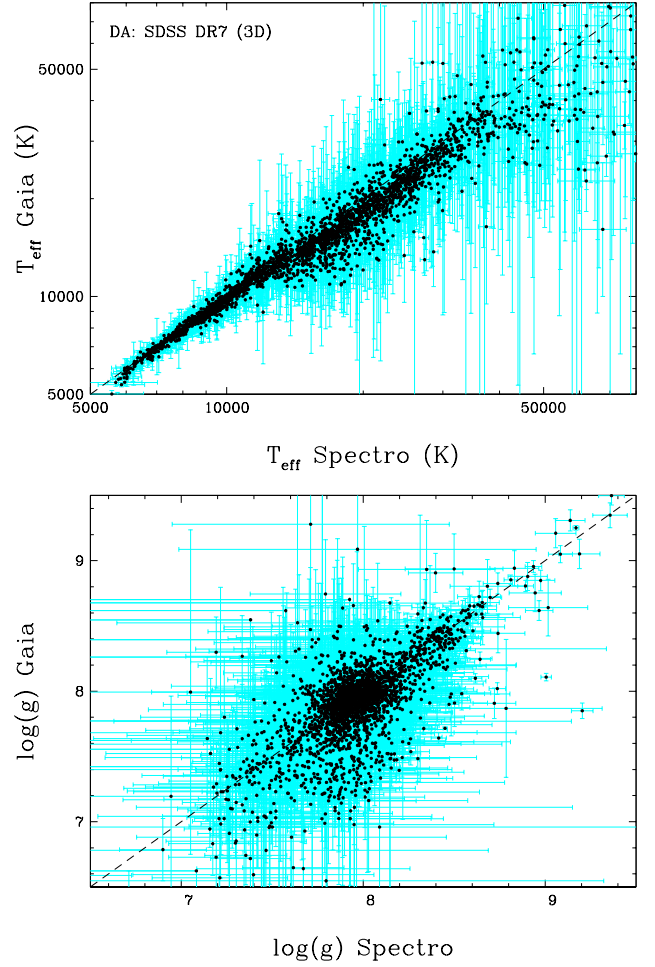 DA: SDSS DR7 (3D)
50000
10000
5000
T_eff Gaia (K)
5000 10000 50000
T_eff Spectro (K)
9
8
7
log(g) Gaia
7 8 9
log(g) Spectro